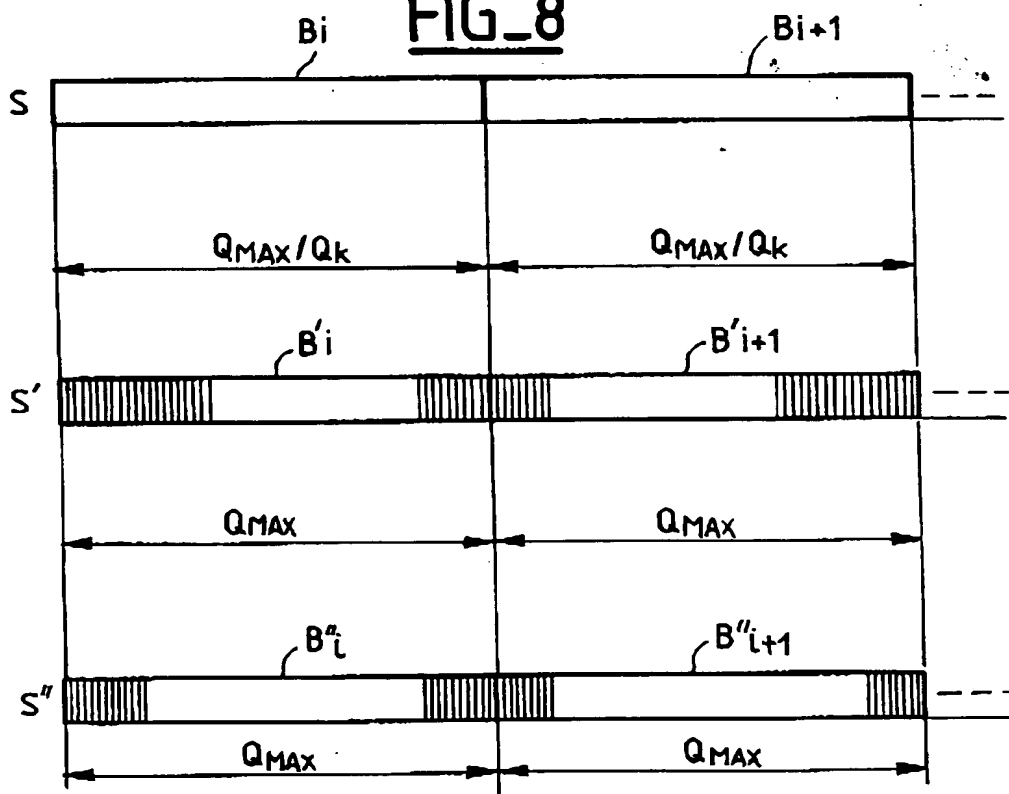 FIG_8
Bi Bi+1
S
QMAX/Qk QMAX/Qk
B'i B'i+1
S'
QMAX QMAX
B"i B"i+1
S"
QMAX QMAX